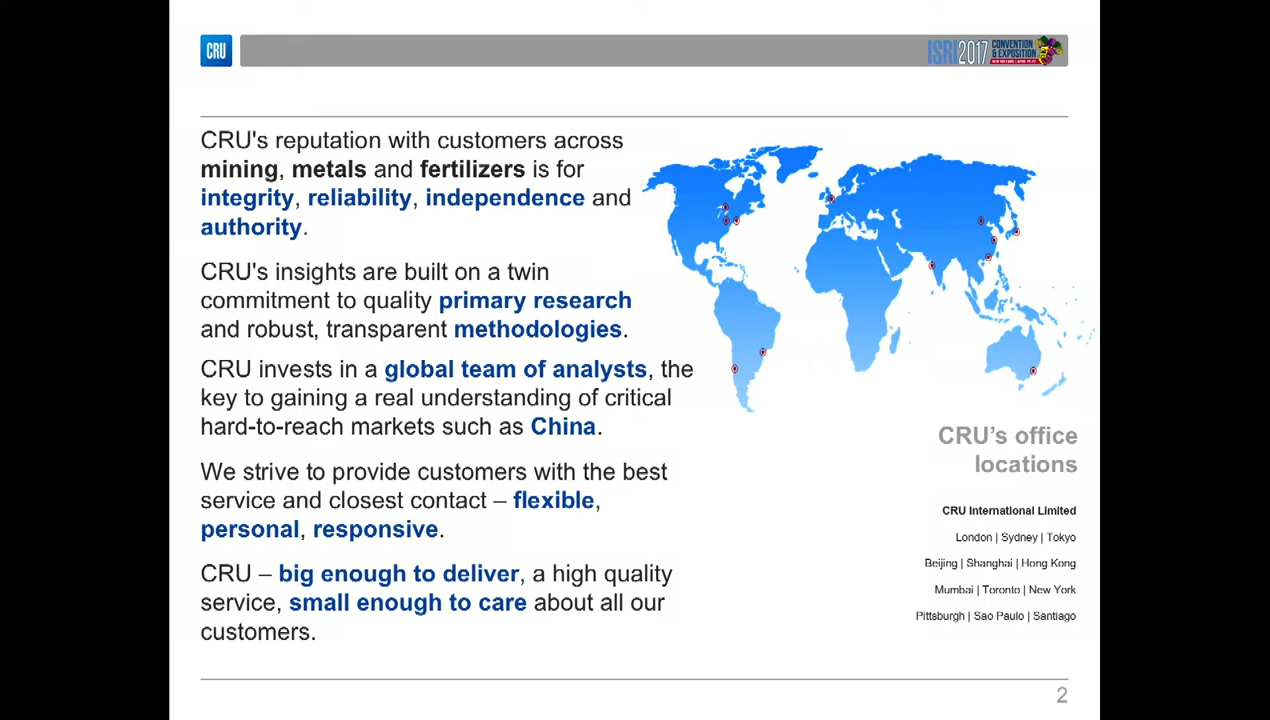 CRU
ISRI2017 CONVENTION
& EXPOSITION
CRU's reputation with customers across
mining, metals and fertilizers is for
integrity, reliability, independence and
authority.
CRU's insights are built on a twin
commitment to quality primary research
and robust, transparent methodologies.
CRU invests in a global team of analysts, the
key to gaining a real understanding of critical
hard-to-reach markets such as China.
We strive to provide customers with the best
service and closest contact – flexible,
personal, responsive.
CRU – big enough to deliver, a high quality
service, small enough to care about all our
customers.
CRU's office
locations
CRU International Limited
London | Sydney | Tokyo
Beijing | Shanghai | Hong Kong
Mumbai | Toronto | New York
Pittsburgh | Sao Paulo | Santiago
2